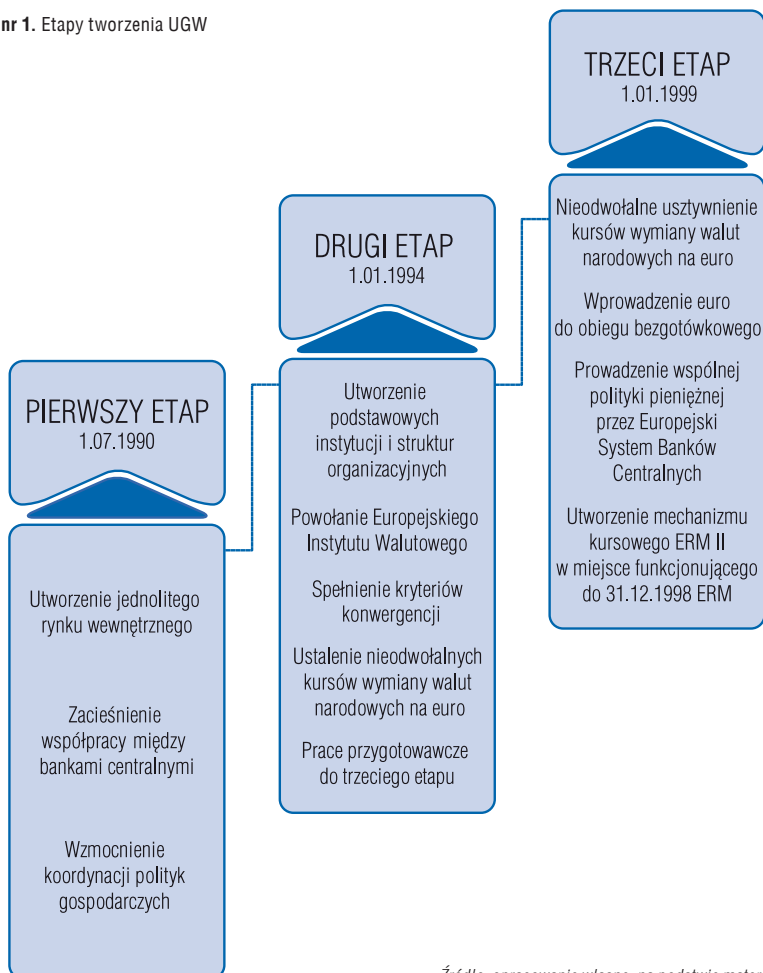 nr 1. Etapy tworzenia UGW
PIERWSZY ETAP
1.07.1990
Utworzenie jednolitego
rynku wewnętrznego
Zacieśnienie
współpracy między
bankami centralnymi
Wzmocnienie
koordynacji polityk
gospodarczych
DRUGI ETAP
1.01.1994
Utworzenie
podstawowych
instytucji i struktur
organizacyjnych
Powołanie Europejskiego
Instytutu Walutowego
Spełnienie kryteriów
konwergencji
Ustalenie nieodwołalnych
kursów wymiany walut
narodowych na euro
Prace przygotowawcze
do trzeciego etapu
TRZECI ETAP
1.01.1999
Nieodwołalne usztywnienie
kursów wymiany walut
narodowych na euro
Wprowadzenie euro
do obiegu bezgotówkowego
Prowadzenie wspólnej
polityki pieniężnej
przez Europejski
System Banków
Centralnych
Utworzenie mechanizmu
kursowego ERM II
w miejsce funkcjonującego
do 31.12.1998 ERM